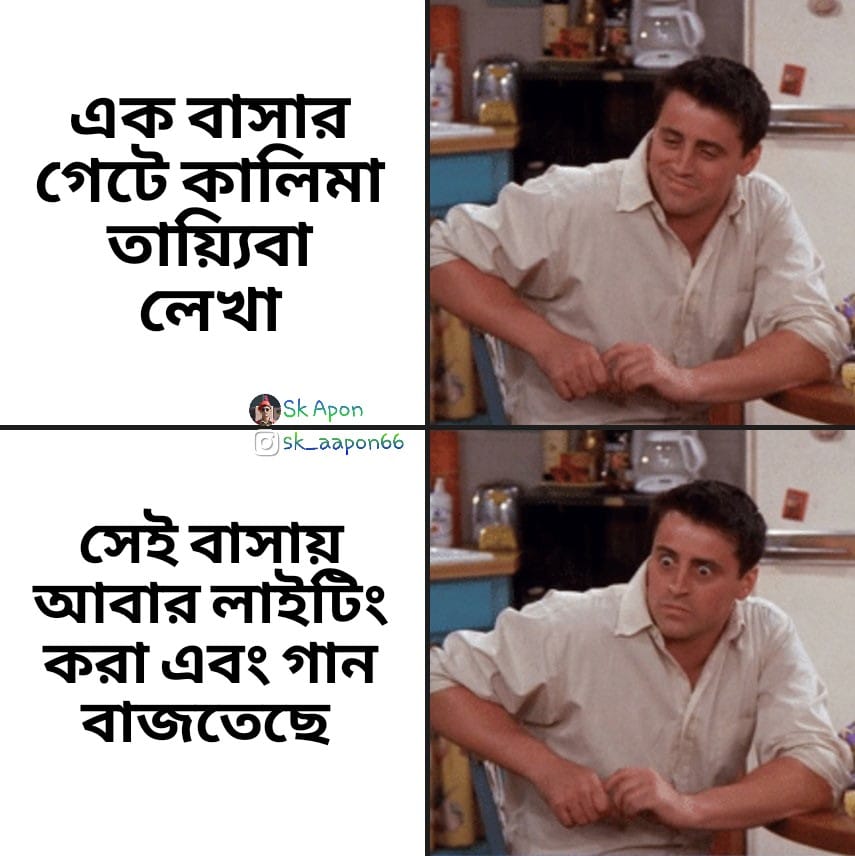 এক বাসার
গেটে কালিমা
তায়্যিবা
লেখা
Sk Apon
sk_aapon66
সেই বাসায়
আবার লাইটিং
করা এবং গান
বাজতেছে